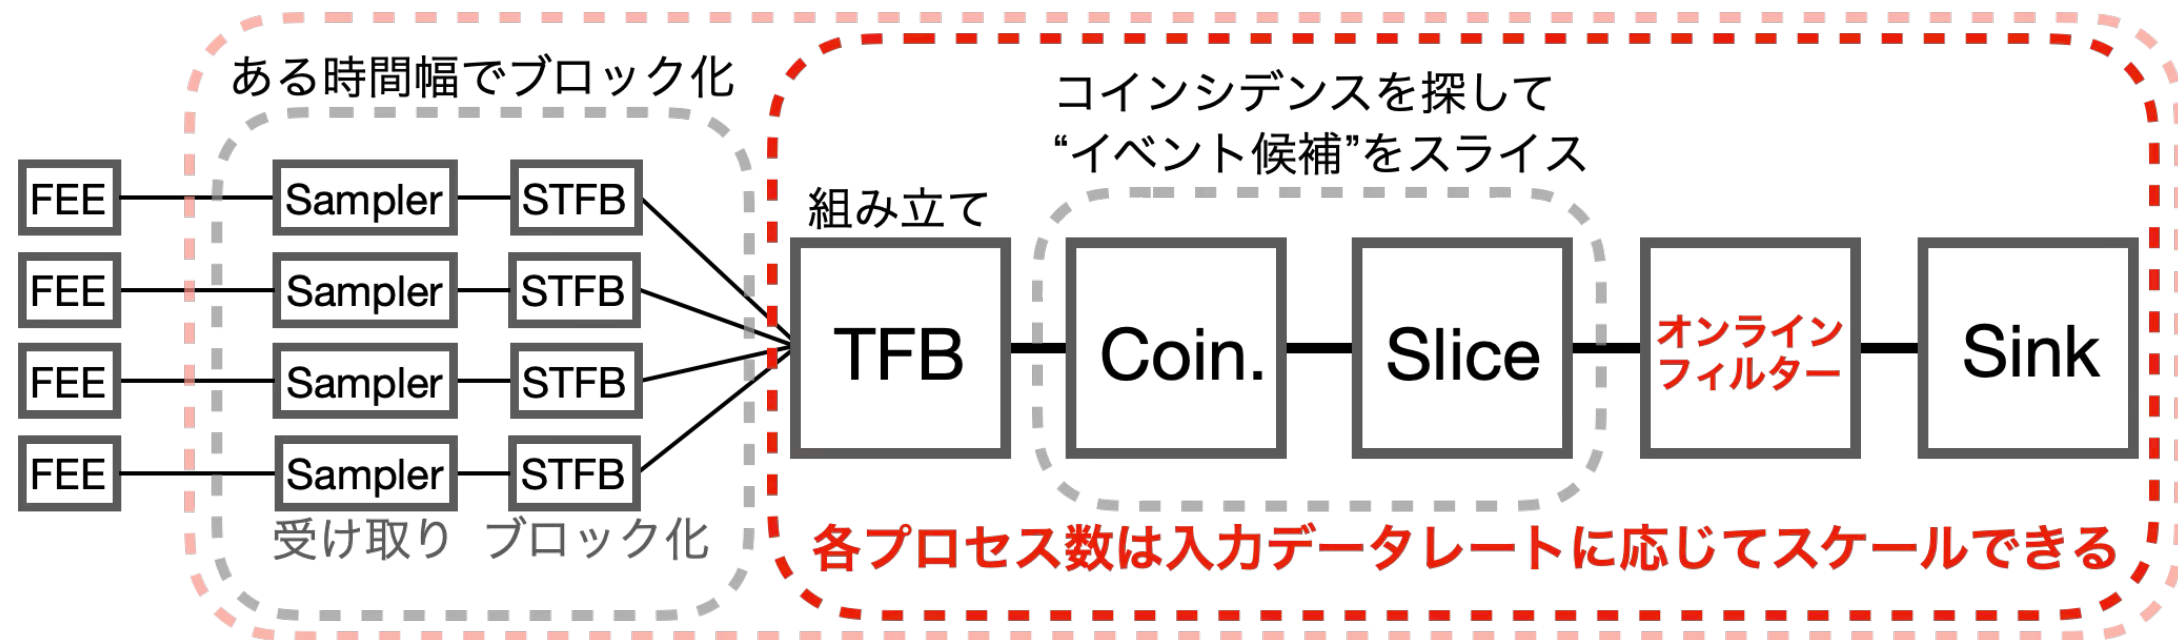 ある時間幅でブロック化
コインシデンスを探して
“イベント候補”をスライス
組み立て
FEE Sampler STFB
FEE Sampler STFB
FEE Sampler STFB
FEE Sampler STFB
TFB Coin. Slice
オンライン
フィルター
Sink
受け取り ブロック化
各プロセス数は入力データレートに応じてスケールできる